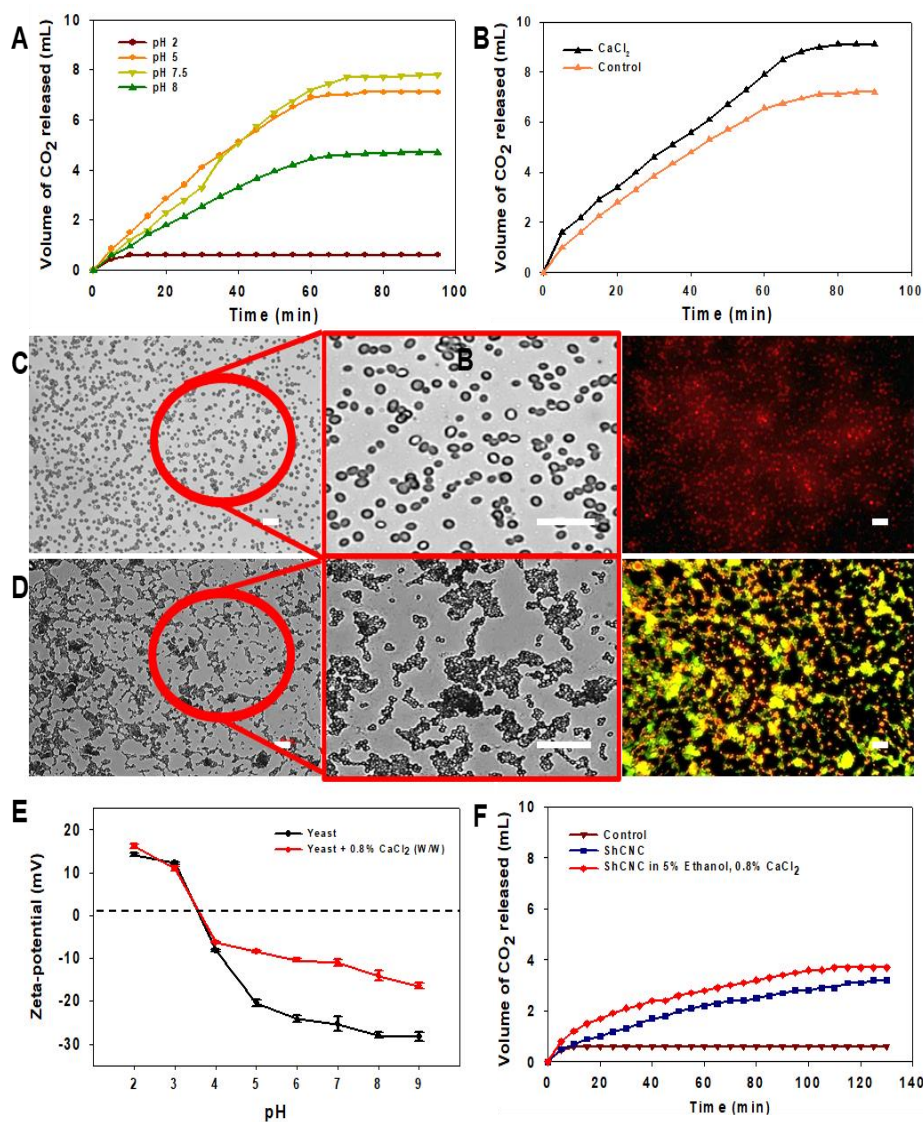 A
Volume of CO2 released (mL)
10
8
6
4
2
0
pH 2
pH 5
pH 7.5
pH 8
0 20 40 60 80 100
Time (min)
B
Volume of CO2 released (mL)
10
8
6
4
2
0
CaCl2
Control
0 20 40 60 80 100
Time (min)
C
B
D
E
Zeta-potential (mV)
20
10
0
-10
-20
-30
Yeast
Yeast + 0.8% CaCl2 (W/W)
2 3 4 5 6 7 8 9
pH
F
Volume of CO2 released (mL)
10
8
6
4
2
0
Control
ShCNC
ShCNC in 5% Ethanol, 0.8% CaCl2
0 20 40 60 80 100 120 140
Time (min)